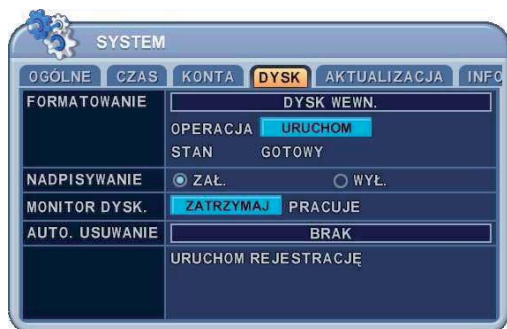 SYSTEM
OGÓLNE CZAS KONTA DYSK AKTUALIZACJA INFO
FORMATOWANIE DYSK WEWN.
OPERACJA URUCHOM
STAN GOTOWY
NADPISYWANIE ZAŁ. WYŁ.
MONITOR DYSK. ZATRZYMAJ PRACUJE
AUTO. USUWANIE BRAK
URUCHOM REJESTRACJĘ